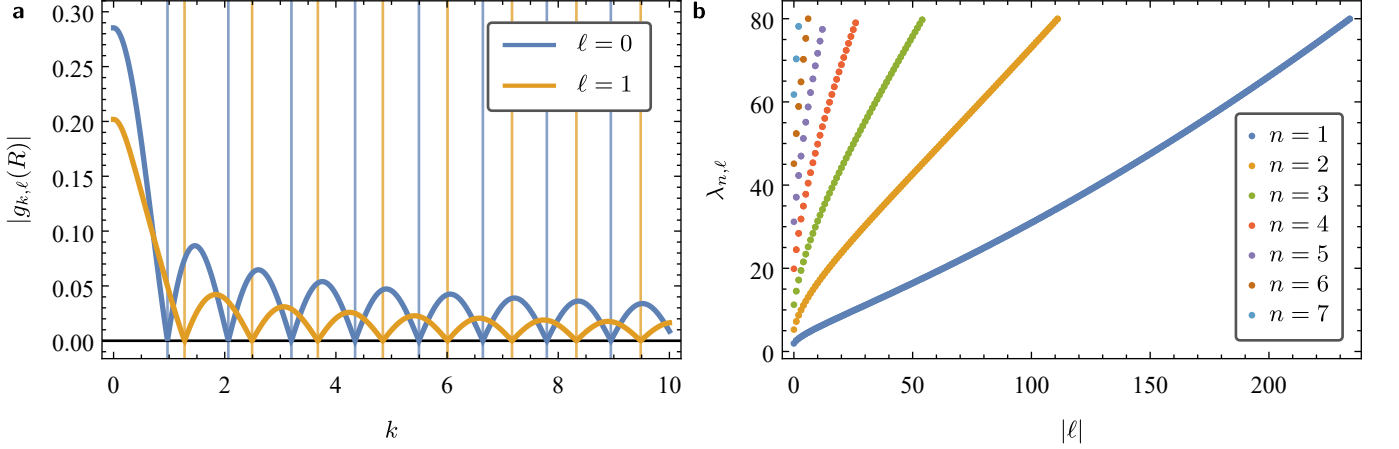 a
0.30
0.30
0.20
0.15
0.10
0.05
0.00
|g_{k,ℓ}(R)|
0 2 4 6 8 10
k
ℓ = 0
ℓ = 1
b
80
60
40
20
0
λ_{n,ℓ}
0 50 100 150 200
|ℓ|
n = 1
n = 2
n = 3
n = 4
n = 5
n = 6
n = 7